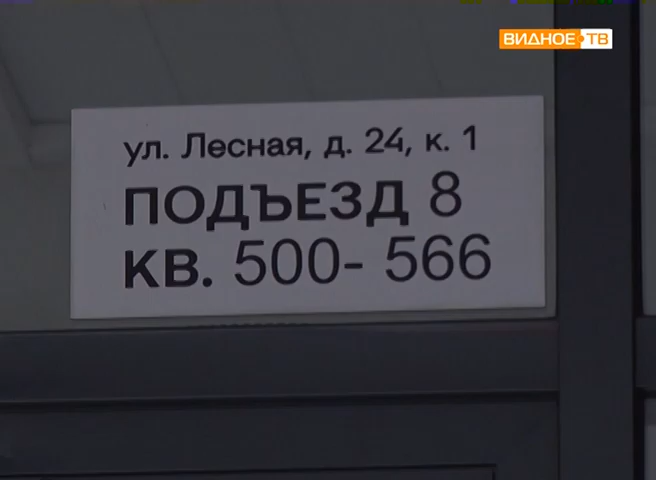 ВИДНОЕ ТВ
ул. Лесная, д. 24, к. 1
ПОДЪЕЗД 8
КВ. 500- 566